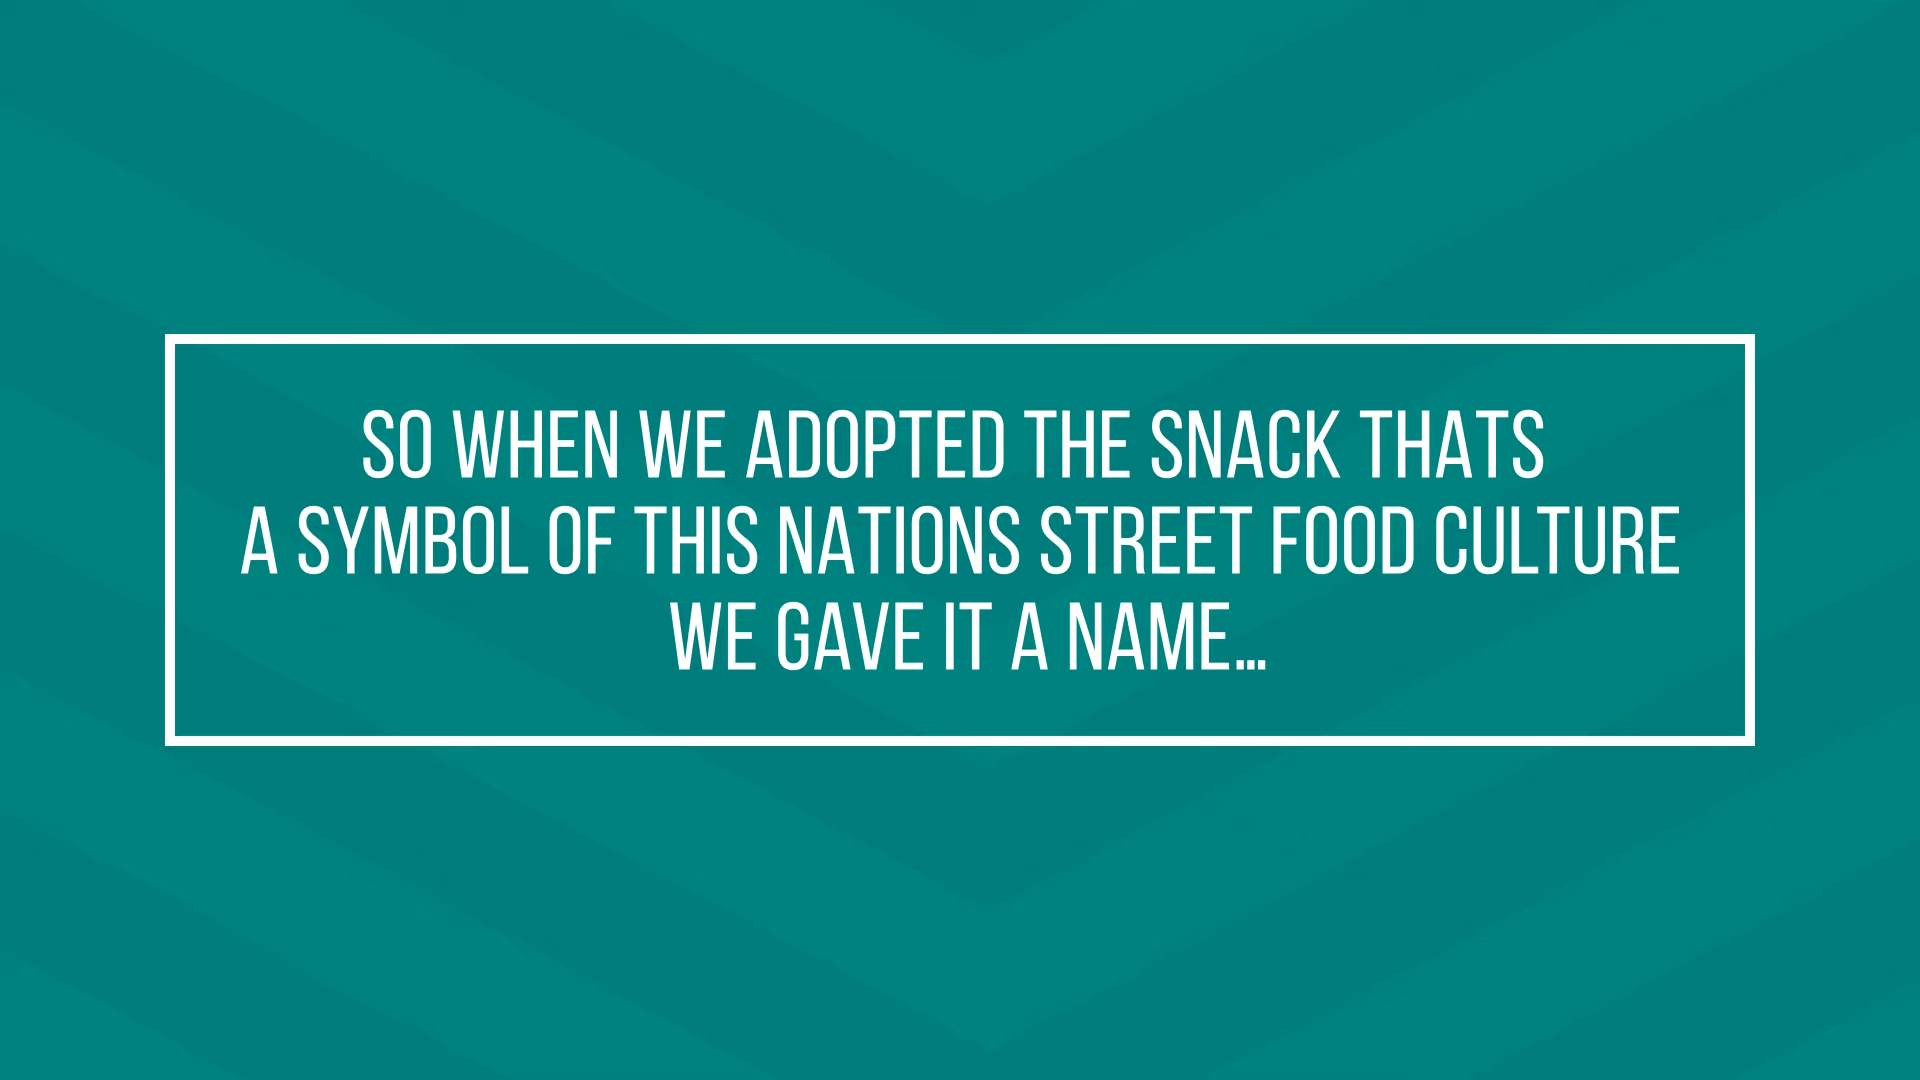 SO WHEN WE ADOPTED THE SNACK THATS
A SYMBOL OF THIS NATIONS STREET FOOD CULTURE
WE GAVE IT A NAME...